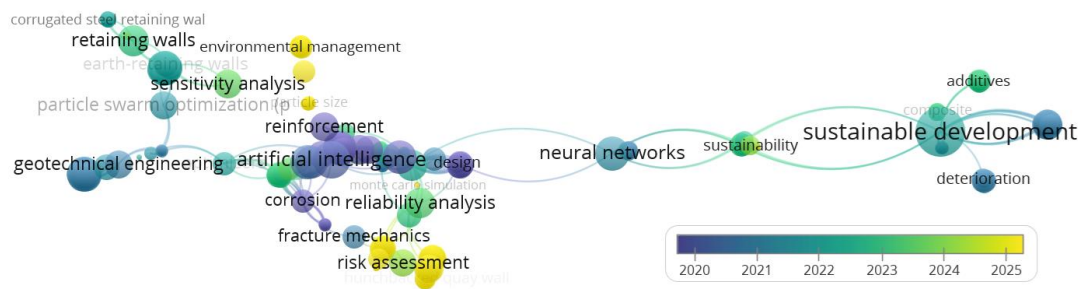 corrugated steel retaining wal
retaining walls
environmental management
earth-retaining walls
sensitivity analysis
particle swarm optimization (p
particle size
reinforcement
additives
composite
sustainable development
geotechnical engineering
artificial intelligence
design
neural networks
sustainability
monte carlo simulation
deterioration
corrosion
reliability analysis
fracture mechanics
risk assessment
quay wall
2020
2021
2022
2023
2024
2025